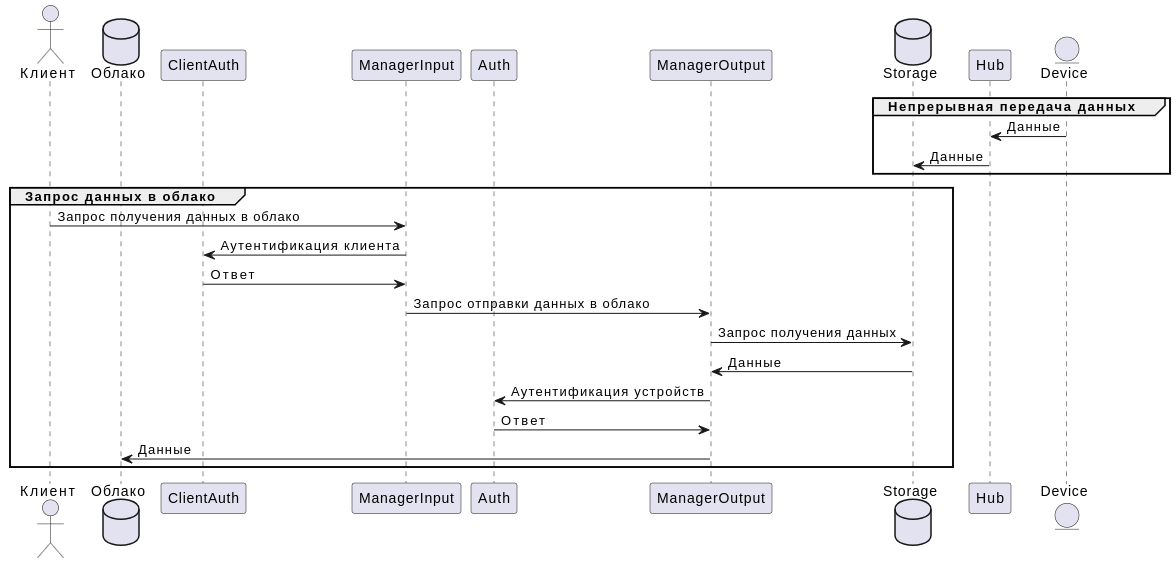 Клиент
Облако
ClientAuth
ManagerInput
Auth
ManagerOutput
Storage
Hub
Device
Непрерывная передача данных
Данные
Данные
Запрос данных в облако
Запрос получения данных в облако
Аутентификация клиента
Ответ
Запрос отправки данных в облако
Запрос получения данных
Данные
Аутентификация устройств
Ответ
Данные
Клиент
Облако
ClientAuth
ManagerInput
Auth
ManagerOutput
Storage
Hub
Device